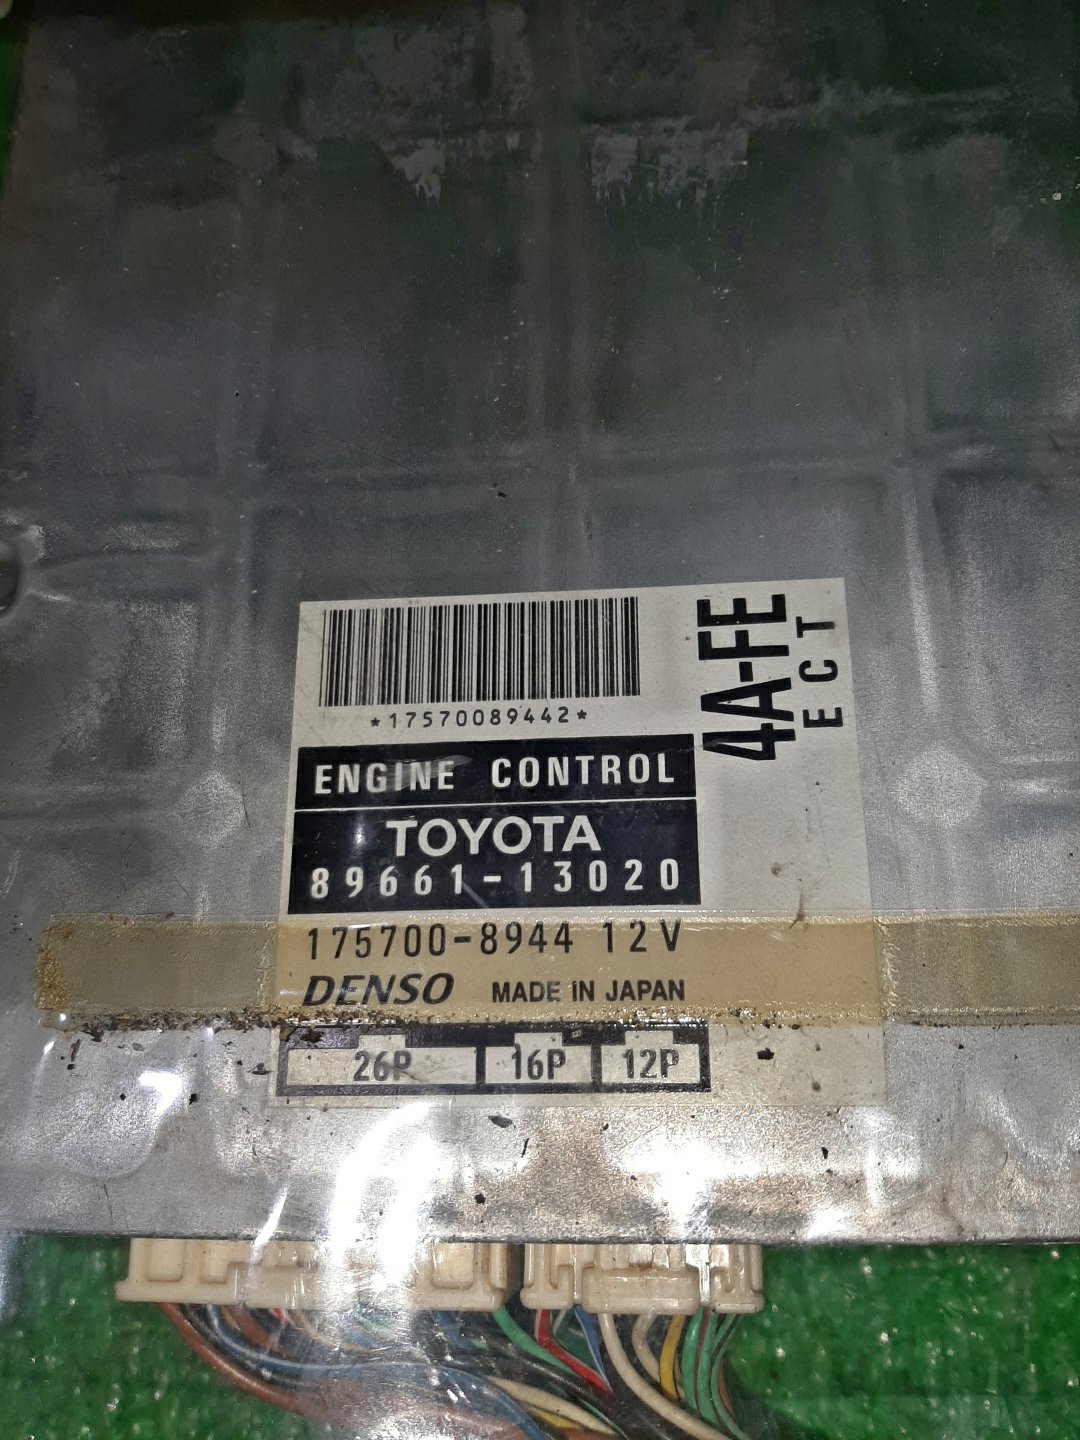 *17570089442*
4A-FE
ECT
ENGINE CONTROL
TOYOTA
89661-13020
175700-8944 12V
DENSO MADE IN JAPAN
26P 16P 12P